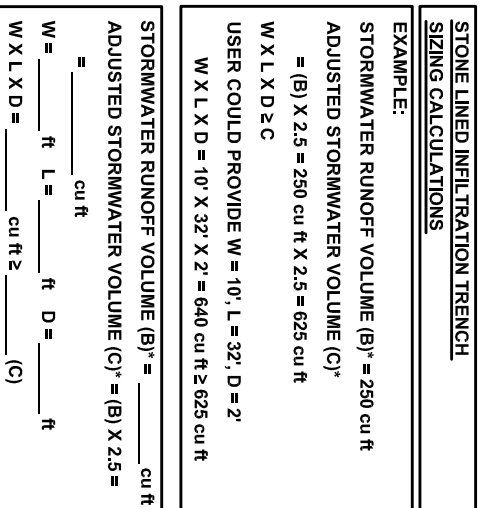 STONE LINED INFILTRATION TRENCH
SIZING CALCULATIONS
EXAMPLE:
STORMWATER RUNOFF VOLUME (B)* = 250 cu ft
ADJUSTED STORMWATER VOLUME (C)*
= (B) X 2.5 = 250 cu ft X 2.5 = 625 cu ft
W X L X D ≥ C
USER COULD PROVIDE W = 10', L = 32', D = 2'
W X L X D = 10' X 32' X 2' = 640 cu ft ≥ 625 cu ft
STORMWATER RUNOFF VOLUME (B)* = ______ cu ft
ADJUSTED STORMWATER VOLUME (C)* = (B) X 2.5 =
= ______ cu ft
W = ______ ft L = ______ ft D = ______ ft
W X L X D = ______ cu ft ≥ ______ (C)